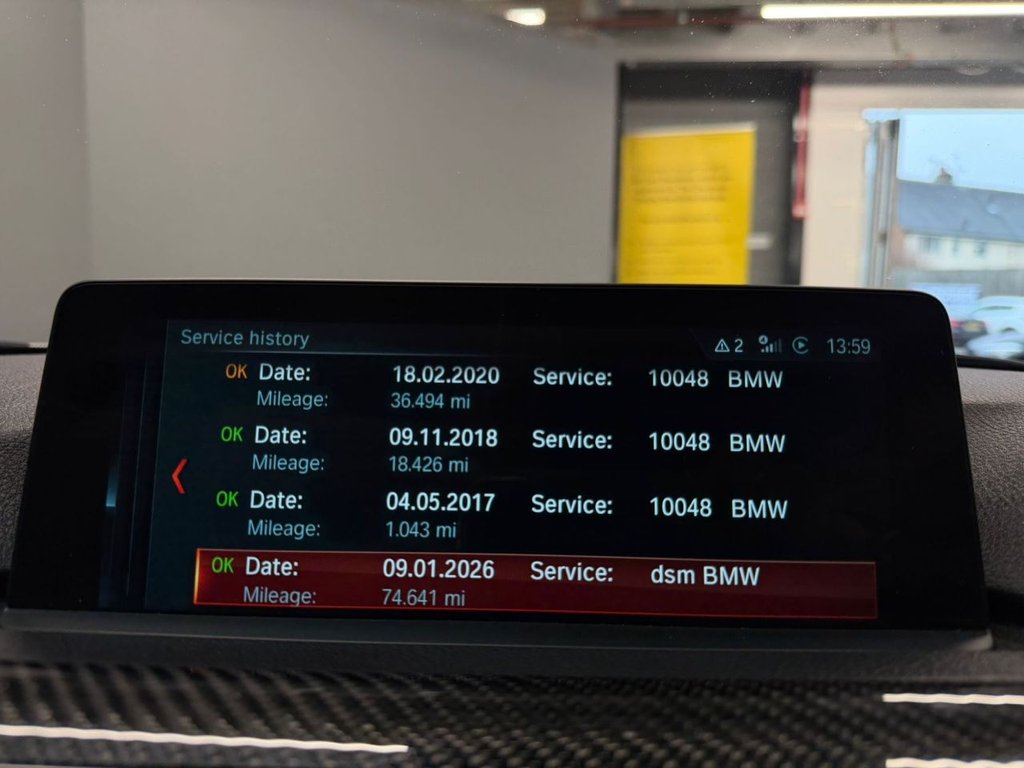 Service history 2 13:59
OK Date: 18.02.2020 Service: 10048 BMW
Mileage: 36.494 mi
OK Date: 09.11.2018 Service: 10048 BMW
Mileage: 18.426 mi
OK Date: 04.05.2017 Service: 10048 BMW
Mileage: 1.043 mi
OK Date: 09.01.2026 Service: dsm BMW
Mileage: 74.641 mi